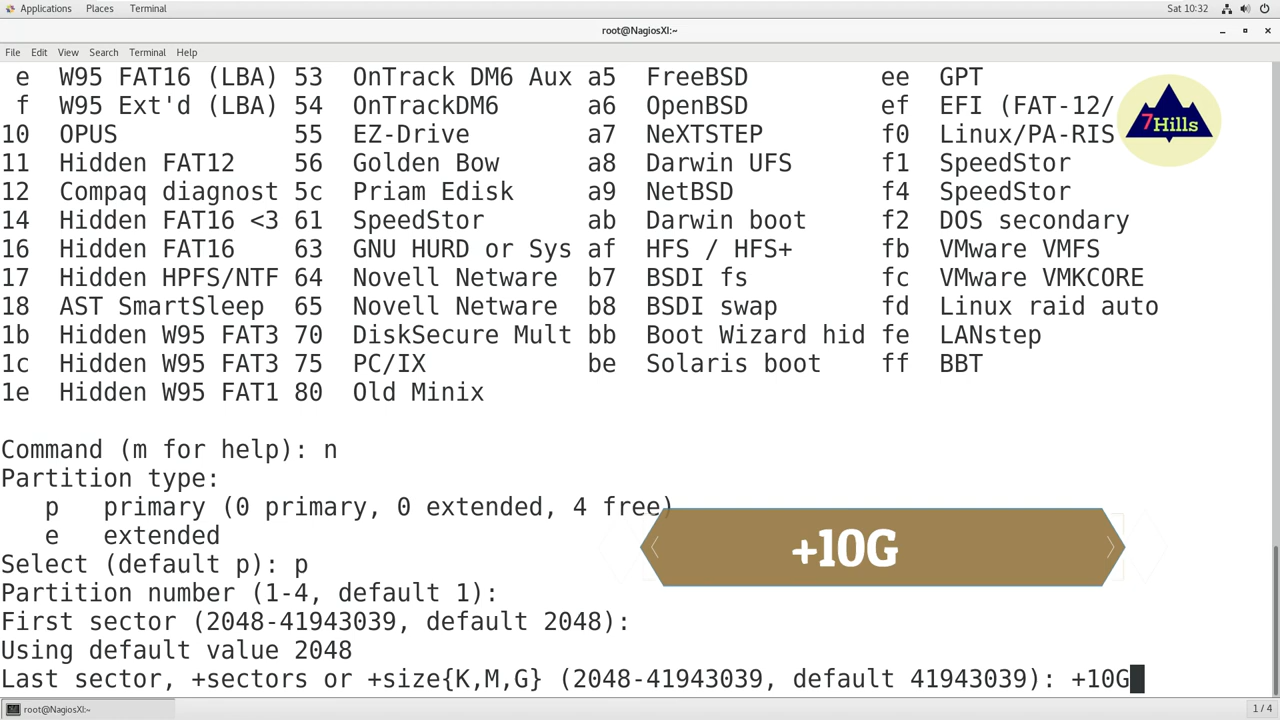 Applications Places Terminal Sat 10:32
root@NagiosXI:~
File Edit View Search Terminal Help
e W95 FAT16 (LBA) 53 OnTrack DM6 Aux a5 FreeBSD ee GPT
f W95 Ext'd (LBA) 54 OnTrackDM6 a6 OpenBSD ef EFI (FAT-12/
10 OPUS 55 EZ-Drive a7 NeXTSTEP f0 Linux/PA-RIS
7Hills
11 Hidden FAT12 56 Golden Bow a8 Darwin UFS f1 SpeedStor
12 Compaq diagnost 5c Priam Edisk a9 NetBSD f4 SpeedStor
14 Hidden FAT16 <3 61 SpeedStor ab Darwin boot f2 DOS secondary
16 Hidden FAT16 63 GNU HURD or Sys af HFS / HFS+ fb VMware VMFS
17 Hidden HPFS/NTF 64 Novell Netware b7 BSDI fs fc VMware VMKCORE
18 AST SmartSleep 65 Novell Netware b8 BSDI swap fd Linux raid auto
1b Hidden W95 FAT3 70 DiskSecure Mult bb Boot Wizard hid fe LANstep
1c Hidden W95 FAT3 75 PC/IX be Solaris boot ff BBT
1e Hidden W95 FAT1 80 Old Minix
Command (m for help): n
Partition type:
p primary (0 primary, 0 extended, 4 free)
e extended
+10G
Select (default p): p
Partition number (1-4, default 1):
First sector (2048-41943039, default 2048):
Using default value 2048
Last sector, +sectors or +size{K,M,G} (2048-41943039, default 41943039): +10G
root@NagiosXI:~ 1 / 4